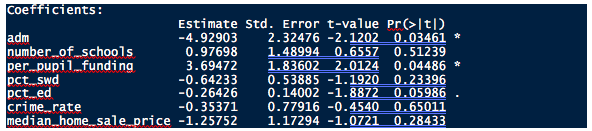 Coefficients:
Estimate Std. Error t-value Pr(>|t|)
adm -4.92903 2.32476 -2.1202 0.03461 *
number_of_schools 0.97698 1.48994 0.6557 0.51239
per_pupil_funding 3.69472 1.83602 2.0124 0.04486 *
pct_swd -0.64233 0.53885 -1.1920 0.23396
pct_ed -0.26426 0.14002 -1.8872 0.05986 .
crime_rate -0.35371 0.77916 -0.4540 0.65011
median_home_sale_price -1.25752 1.17294 -1.0721 0.28433